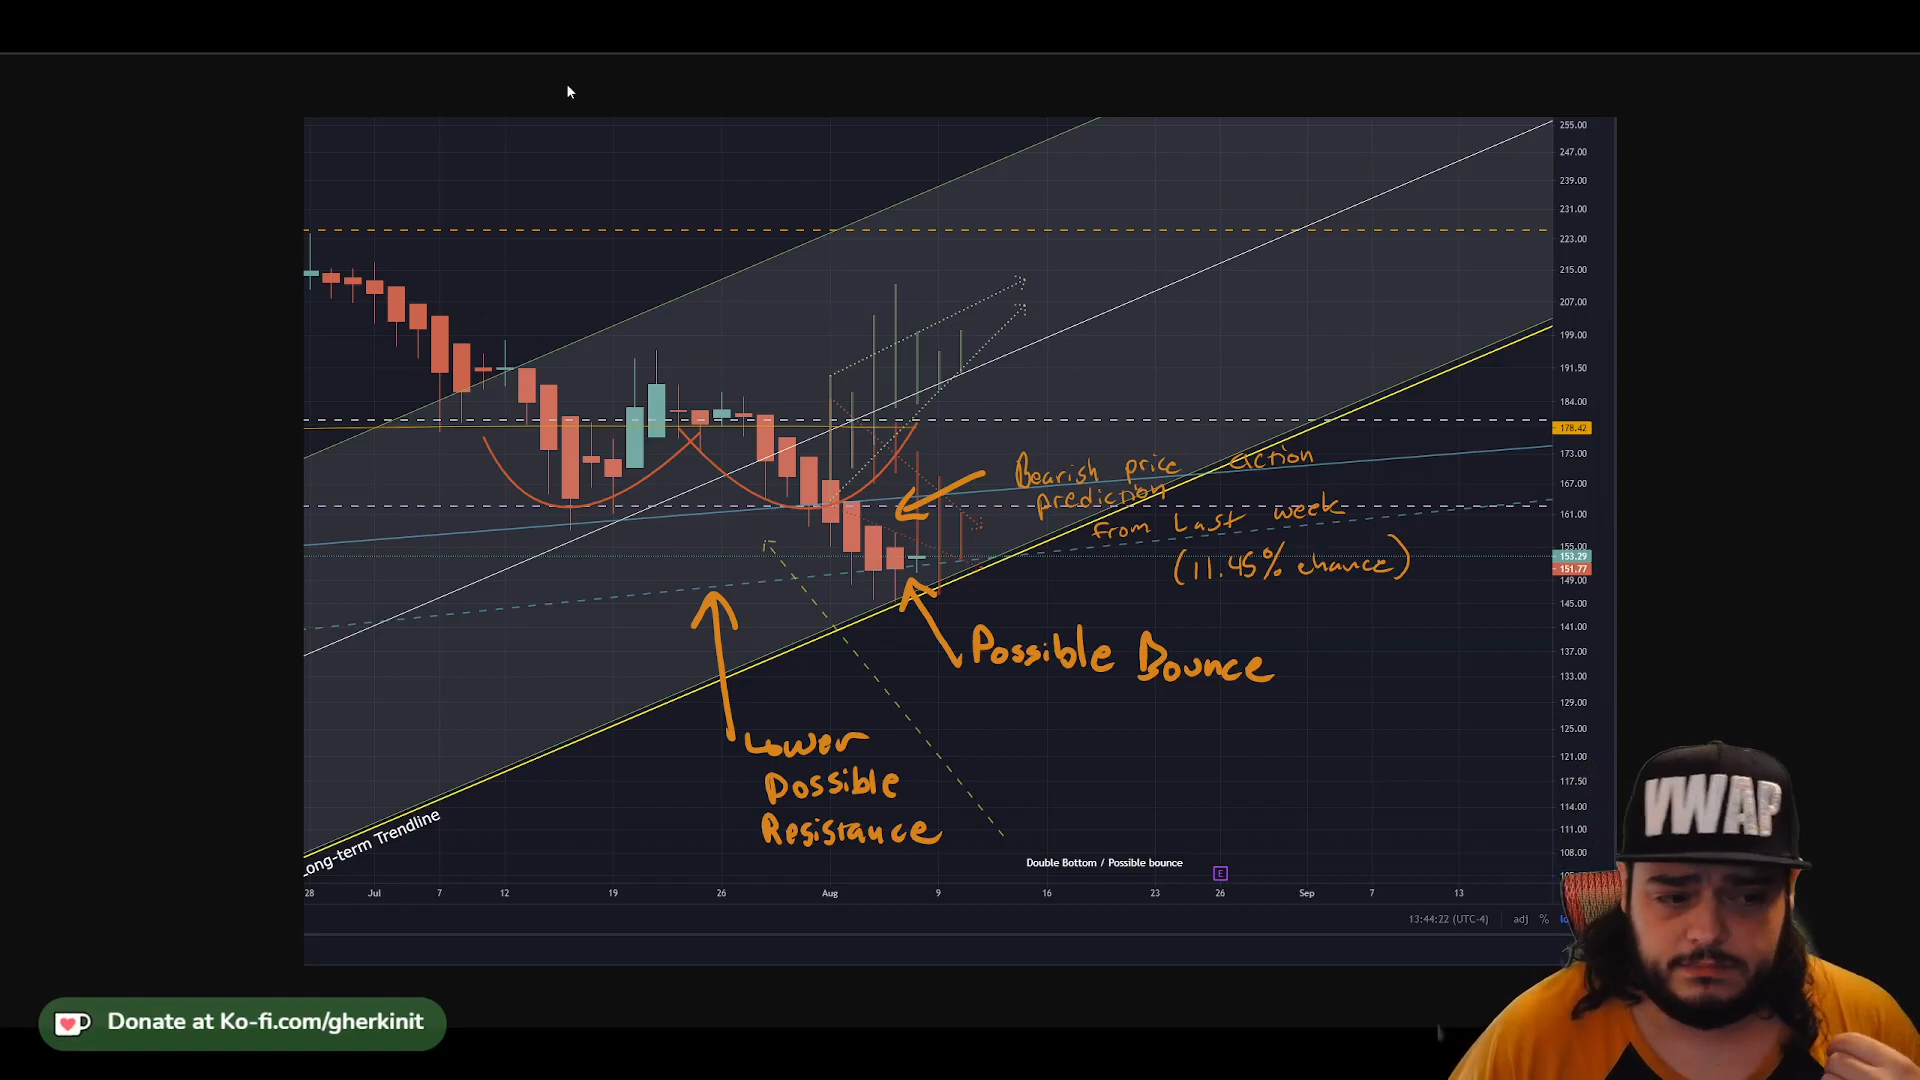 255.00
247.00
239.00
231.00
223.00
215.00
207.00
199.00
191.50
184.00
178.42
173.00
167.00
161.00
155.00
153.29
151.77
149.00
145.00
141.00
137.00
133.00
129.00
125.00
121.00
117.50
114.00
111.00
108.00
Bearish price action
prediction
from Last week
(11.45% chance)
Possible Bounce
Lower
Possible
Resistance
Long-term Trendline
Double Bottom / Possible bounce
E
28 Jul 7 12 19 26 Aug 9 16 23 26 Sep 7 13
13:44:22 (UTC-4) adj %
VWAP
Donate at Ko-fi.com/gherkinit